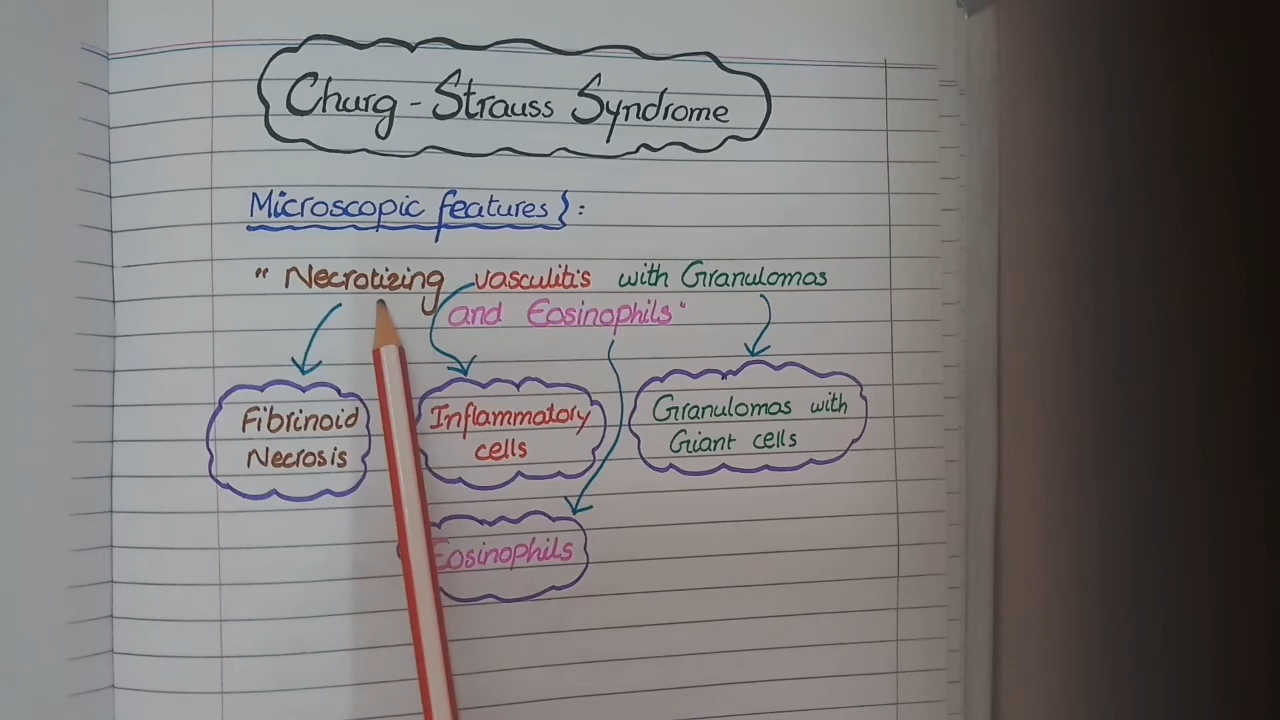 Churg - Strauss Syndrome
Microscopic features}:
"Necrotizing vasculitis with Granulomas
and Eosinophils"
Fibrinoid
Necrosis
Inflammatory
cells
Granulomas with
Giant cells
Eosinophils